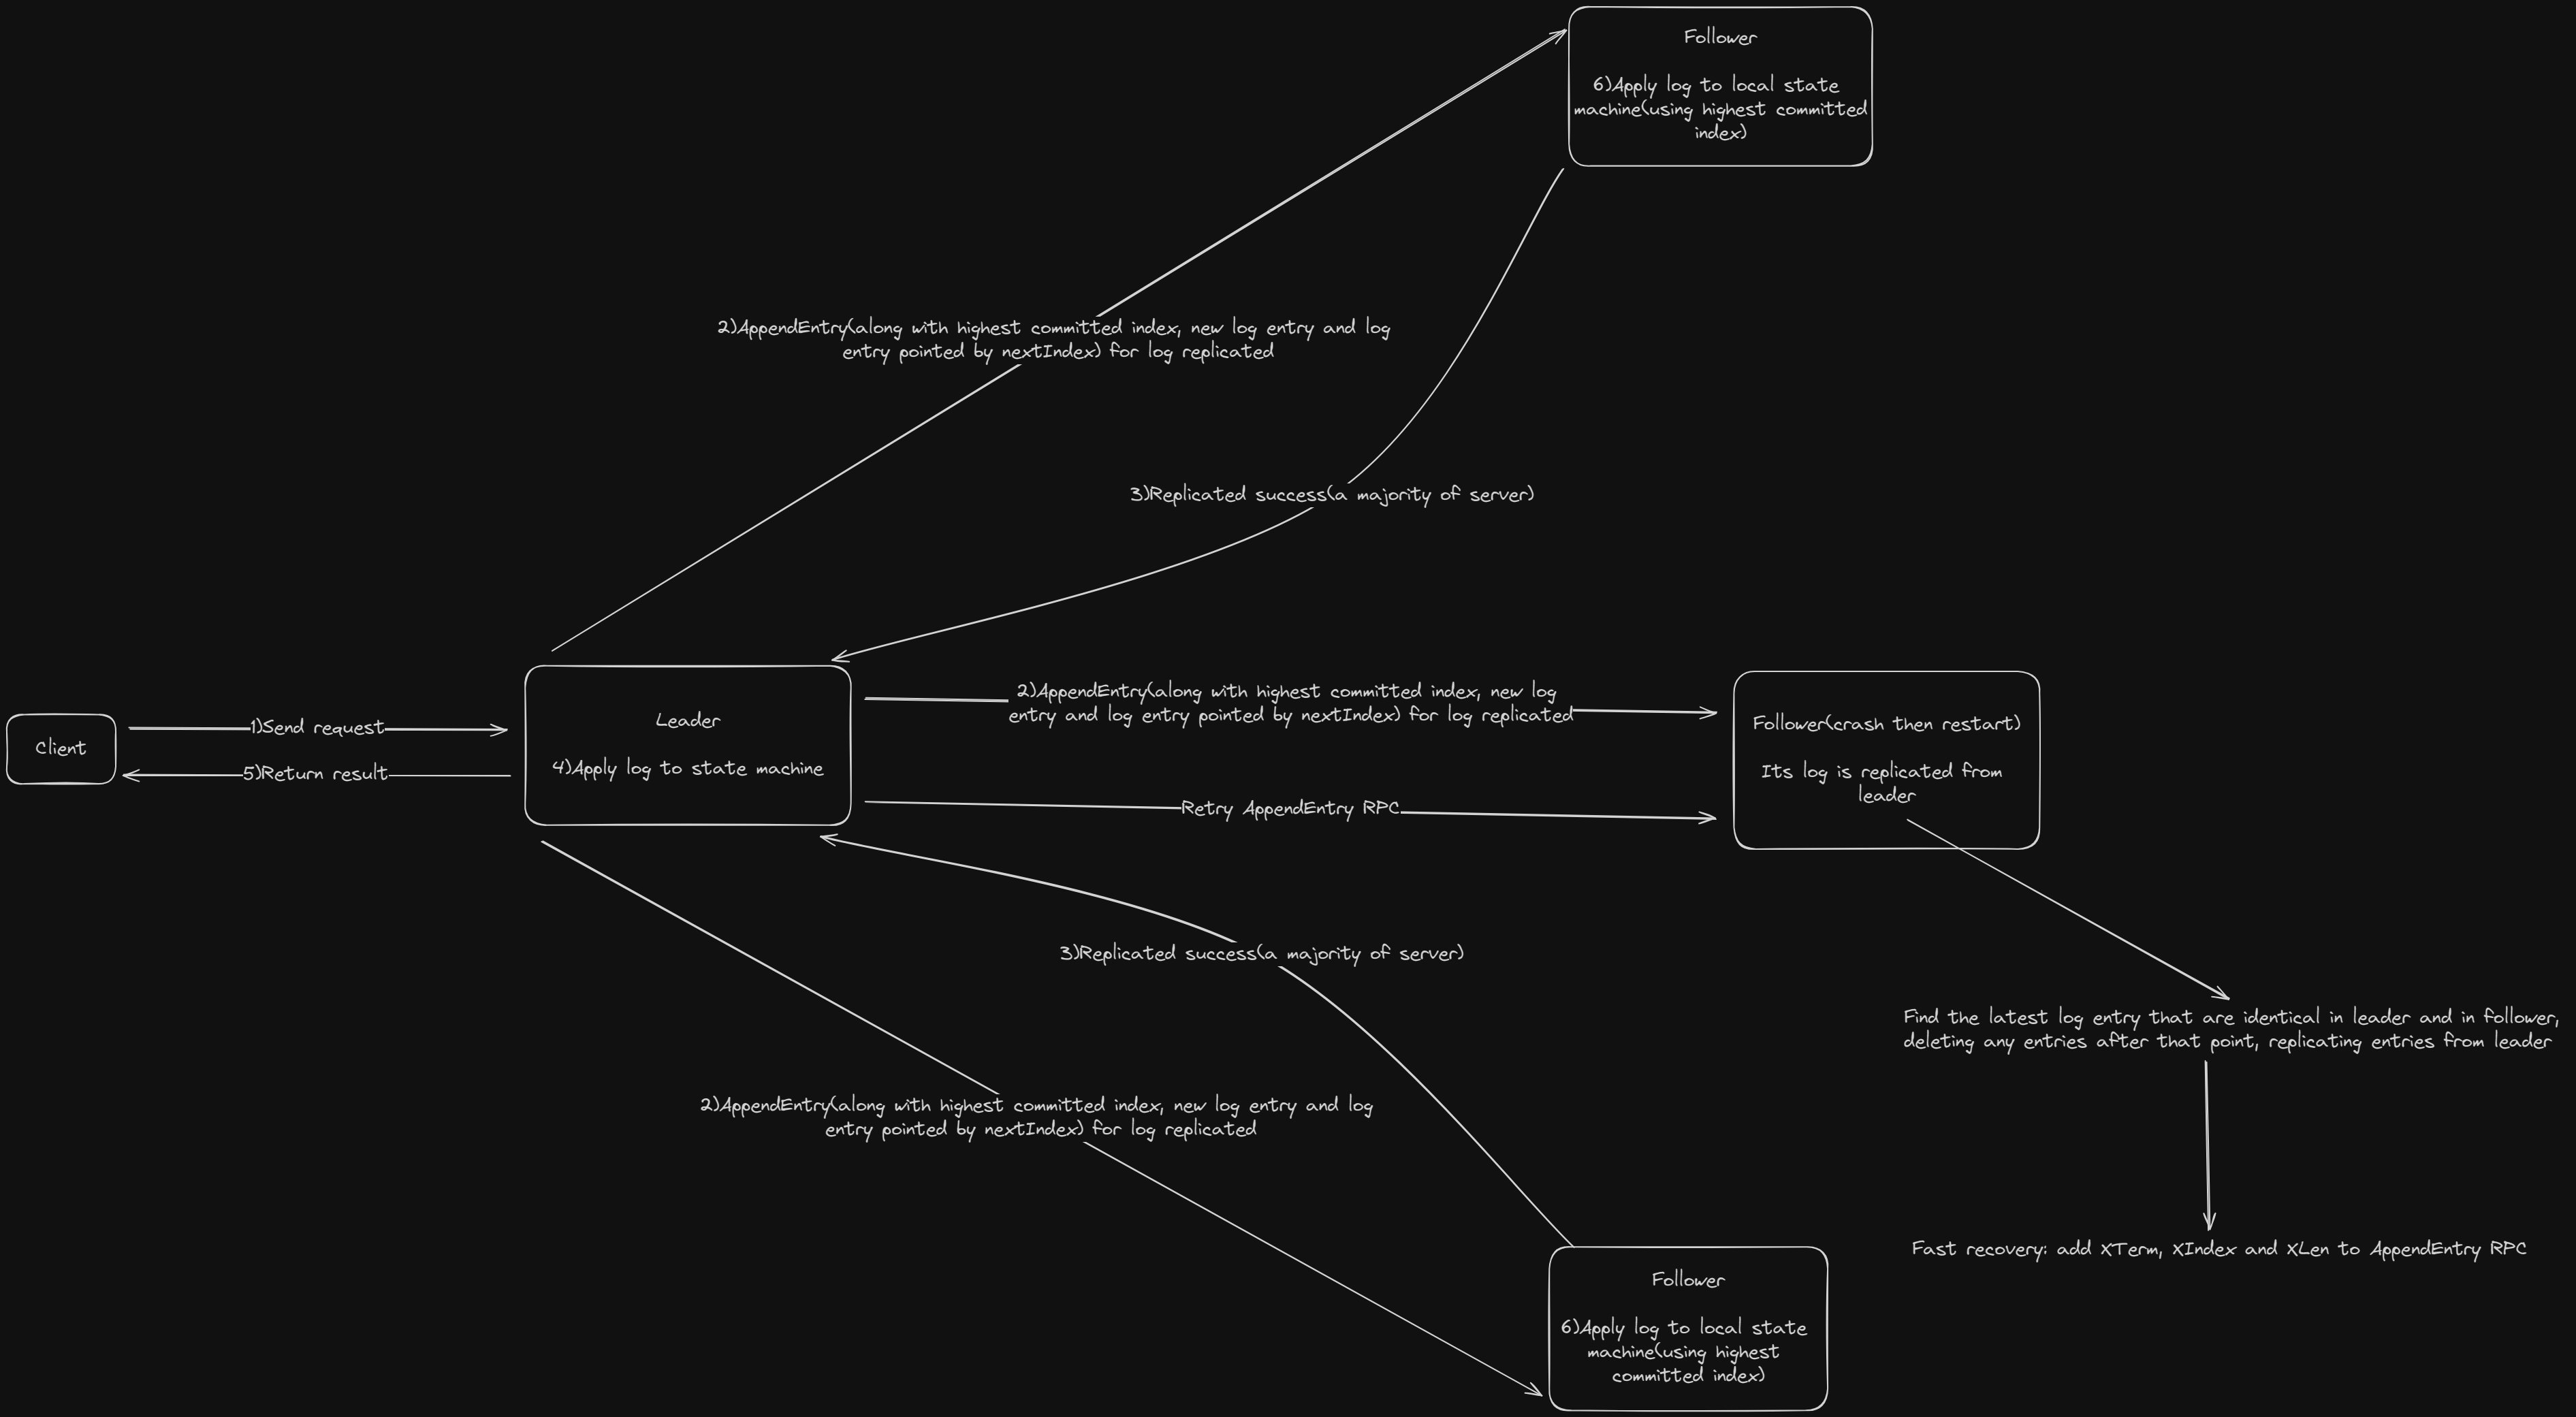 Follower
6)Apply log to local state
machine(using highest committed
index)
2)AppendEntry(along with highest committed index, new log entry and log
entry pointed by nextIndex) for log replicated
3)Replicated success(a majority of server)
Leader
4)Apply log to state machine
Client
1)Send request
5)Return result
2)AppendEntry(along with highest committed index, new log
entry and log entry pointed by nextIndex) for log replicated
Retry AppendEntry RPC
Follower(crash then restart)
Its log is replicated from
leader
3)Replicated success(a majority of server)
Find the latest log entry that are identical in leader and in follower,
deleting any entries after that point, replicating entries from leader
2)AppendEntry(along with highest committed index, new log entry and log
entry pointed by nextIndex) for log replicated
Fast recovery: add XTerm, XIndex and XLen to AppendEntry RPC
Follower
6)Apply log to local state
machine(using highest
committed index)